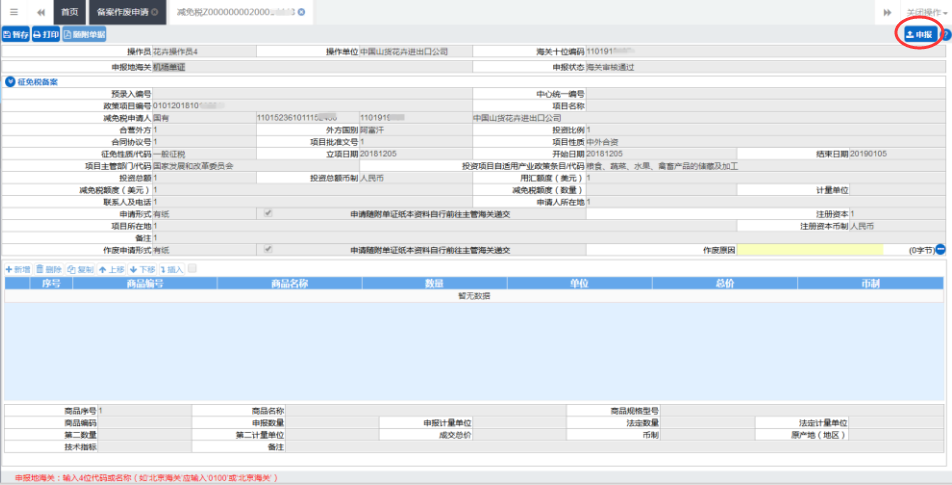 首页 备案作废申请 减免税Z000000002000 关闭操作
暂存 打印 随附单据 申报
操作员 花卉操作员4 操作单位 中国山货花卉进出口公司 海关十位编码 110191
申报地海关 机场单证 申报状态 海关审核通过
征免税备案
预录入编号 中心统一编号
政策项目编号 0101201810 项目名称
减免税申请人 国有 1101523610111 1101915 中国山货花卉进出口公司
合营外方 1 外方国别 阿富汗 投资比例 1
合同协议号 1 项目批准文号 1 项目性质 中外合资
征免性质/代码 一般征税 立项日期 20181205 开始日期 20181205 结束日期 20190105
项目主管部门/代码 国家发展和改革委员会 投资项目自适用产业政策条目/代码 粮食、蔬菜、水果、禽畜产品的储藏及加工
投资总额 1 投资总额币制 人民币 用汇额度（美元） 1
减免税额度（美元） 1 减免税额度（数量） 1 计量单位
联系人及电话 1 申请人所在地 1
申请形式 有纸 申请随附单证纸本资料自行前往主管海关递交 注册资本 1
项目所在地 1 注册资本币制 人民币
备注 1
作废申请形式 有纸 申请随附单证纸本资料自行前往主管海关递交 作废原因 (0字节)
新增 删除 复制 上移 下移 插入
序号 商品编号 商品名称 数量 单位 总价 币制
暂无数据
商品序号 1 商品名称 商品规格型号
商品编码 申报数量 申报计量单位 法定数量 法定计量单位
第二数量 第二计量单位 成交总价 币制 原产地（地区）
技术指标 备注
申报地海关：输入4位代码或名称（如'北京海关'应输入'0100'或'北京海关'）